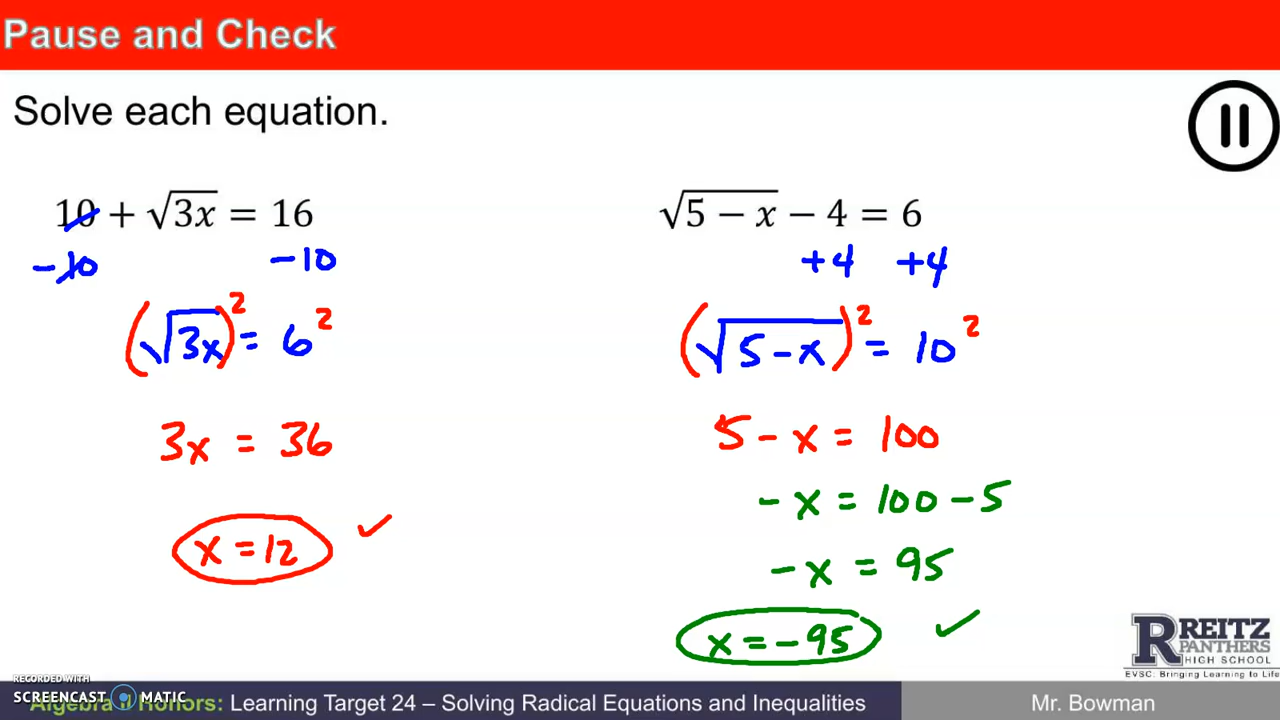 Pause and Check
Solve each equation.
10 + √3x = 16
-10 -10
(√3x)² = 6²
3x = 36
x = 12 ✓
√5 − x − 4 = 6
+4 +4
(√5-x)² = 10²
5 - x = 100
- x = 100 - 5
- x = 95
x = -95 ✓
REITZ
PANTHERS
HIGH SCHOOL
EVSC. Bringing Learning to Life
RECORDED WITH
SCREENCAST MATIC
Algebra II Honors: Learning Target 24 – Solving Radical Equations and Inequalities
Mr. Bowman